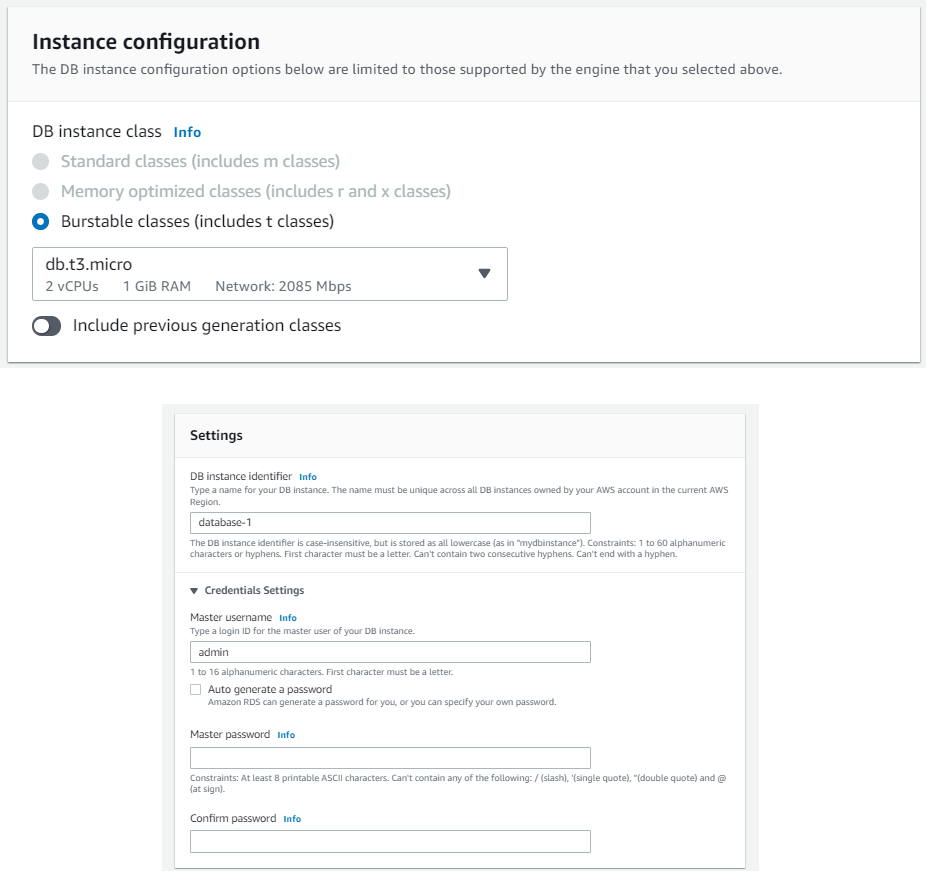 Instance configuration
The DB instance configuration options below are limited to those supported by the engine that you selected above.
DB instance class Info
Standard classes (includes m classes)
Memory optimized classes (includes r and x classes)
Burstable classes (includes t classes)
db.t3.micro
2 vCPUs 1 GiB RAM Network: 2085 Mbps
Include previous generation classes
Settings
DB instance identifier Info
Type a name for your DB instance. The name must be unique across all DB instances owned by your AWS account in the current AWS
Region.
database-1
The DB instance identifier is case-insensitive, but is stored as all lowercase (as in "mydbinstance"). Constraints: 1 to 60 alphanumeric
characters or hyphens. First character must be a letter. Can't contain two consecutive hyphens. Can't end with a hyphen.
Credentials Settings
Master username Info
Type a login ID for the master user of your DB instance.
admin
1 to 16 alphanumeric characters. First character must be a letter.
Auto generate a password
Amazon RDS can generate a password for you, or you can specify your own password.
Master password Info
Constraints: At least 8 printable ASCII characters. Can't contain any of the following: / (slash), '(single quote), "(double quote) and @
(at sign).
Confirm password Info